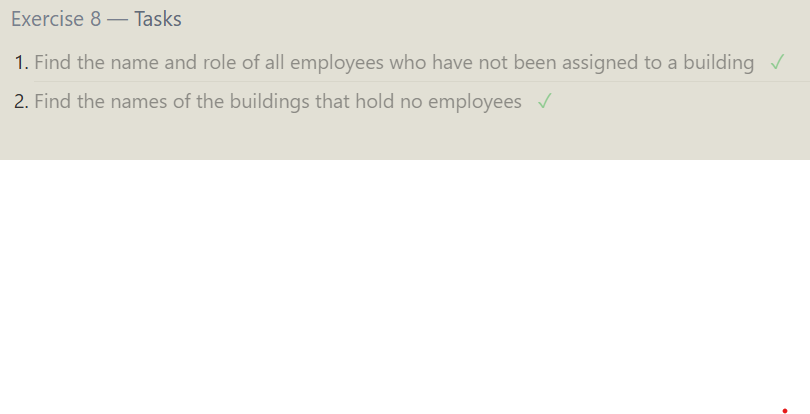 Exercise 8 — Tasks
1. Find the name and role of all employees who have not been assigned to a building ✓
2. Find the names of the buildings that hold no employees ✓